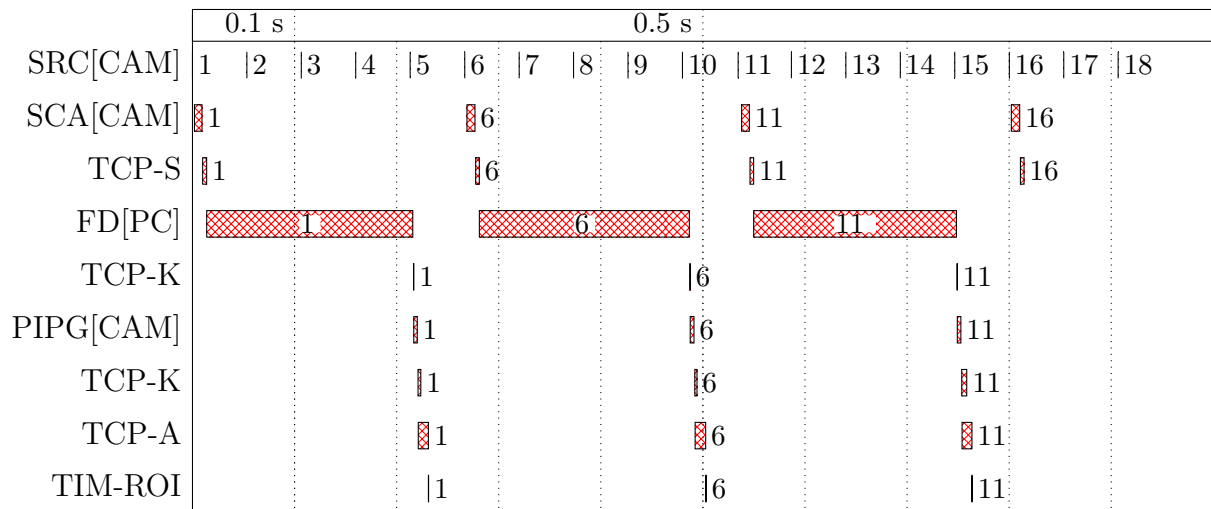 0.1 s 0.5 s
SRC[CAM] 1 2 3 4 5 6 7 8 9 10 11 12 13 14 15 16 17 18
SCA[CAM] 1 6 11 16
TCP-S 1 6 11 16
FD[PC] 1 6 11
TCP-K 1 6 11
PIPG[CAM] 1 6 11
TCP-K 1 6 11
TCP-A 1 6 11
TIM-ROI 1 6 11